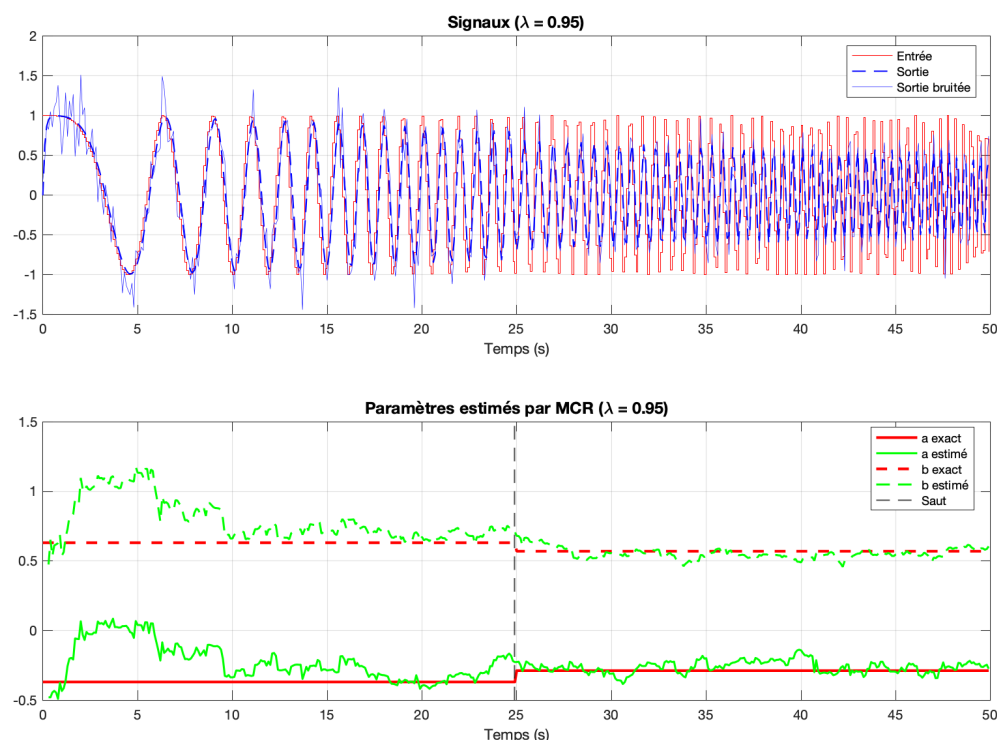 Signaux (λ = 0.95)
2
1.5
1
0.5
0
-0.5
-1
-1.5
Entrée
Sortie
Sortie bruitée
0 5 10 15 20 25 30 35 40 45 50
Temps (s)
Paramètres estimés par MCR (λ = 0.95)
1.5
1
0.5
0
-0.5
a exact
a estimé
b exact
b estimé
Saut
0 5 10 15 20 25 30 35 40 45 50
Temps (s)